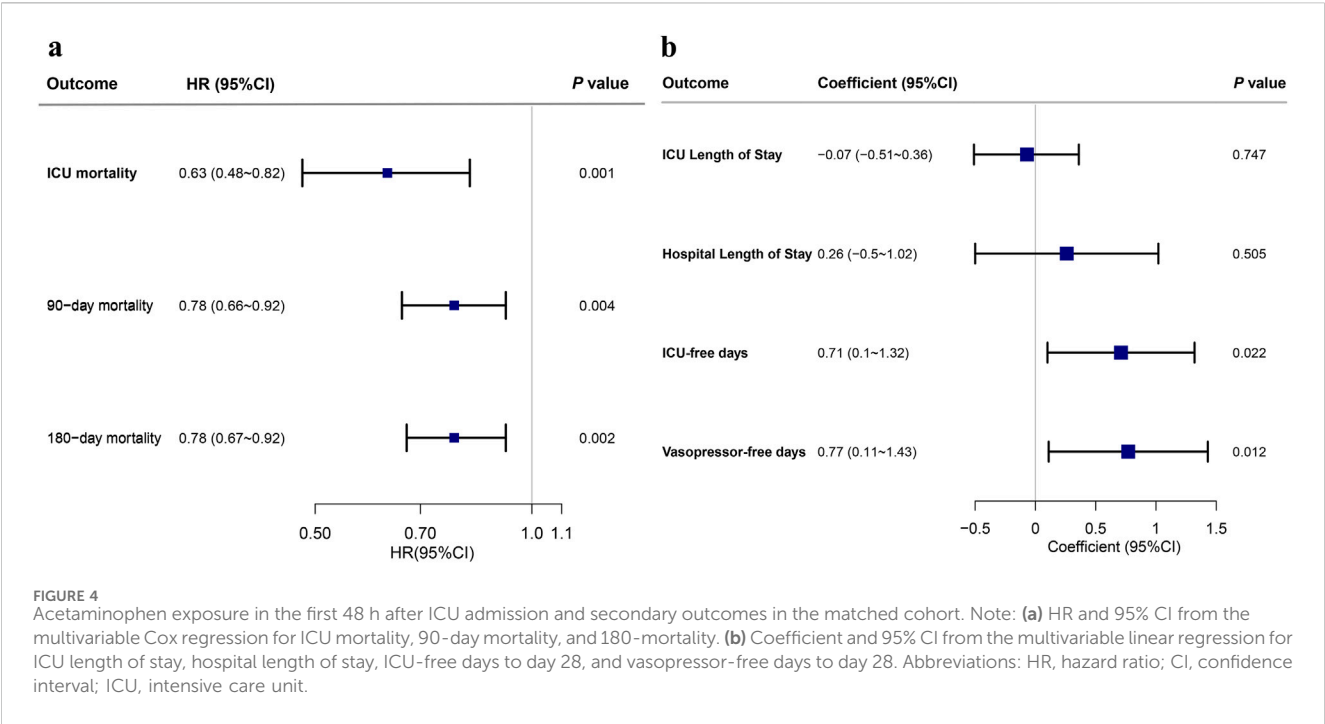 a
Outcome HR (95%CI) P value
ICU mortality 0.63 (0.48~0.82) 0.001
90−day mortality 0.78 (0.66~0.92) 0.004
180−day mortality 0.78 (0.67~0.92) 0.002
0.50 0.70 1.0 1.1
HR(95%CI)
b
Outcome Coefficient (95%CI) P value
ICU Length of Stay −0.07 (−0.51~0.36) 0.747
Hospital Length of Stay 0.26 (−0.5~1.02) 0.505
ICU-free days 0.71 (0.1~1.32) 0.022
Vasopressor-free days 0.77 (0.11~1.43) 0.012
−0.5 0 0.5 1 1.5
Coefficient (95%CI)
FIGURE 4
Acetaminophen exposure in the first 48 h after ICU admission and secondary outcomes in the matched cohort. Note: (a) HR and 95% CI from the
multivariable Cox regression for ICU mortality, 90-day mortality, and 180-mortality. (b) Coefficient and 95% CI from the multivariable linear regression for
ICU length of stay, hospital length of stay, ICU-free days to day 28, and vasopressor-free days to day 28. Abbreviations: HR, hazard ratio; CI, confidence
interval; ICU, intensive care unit.